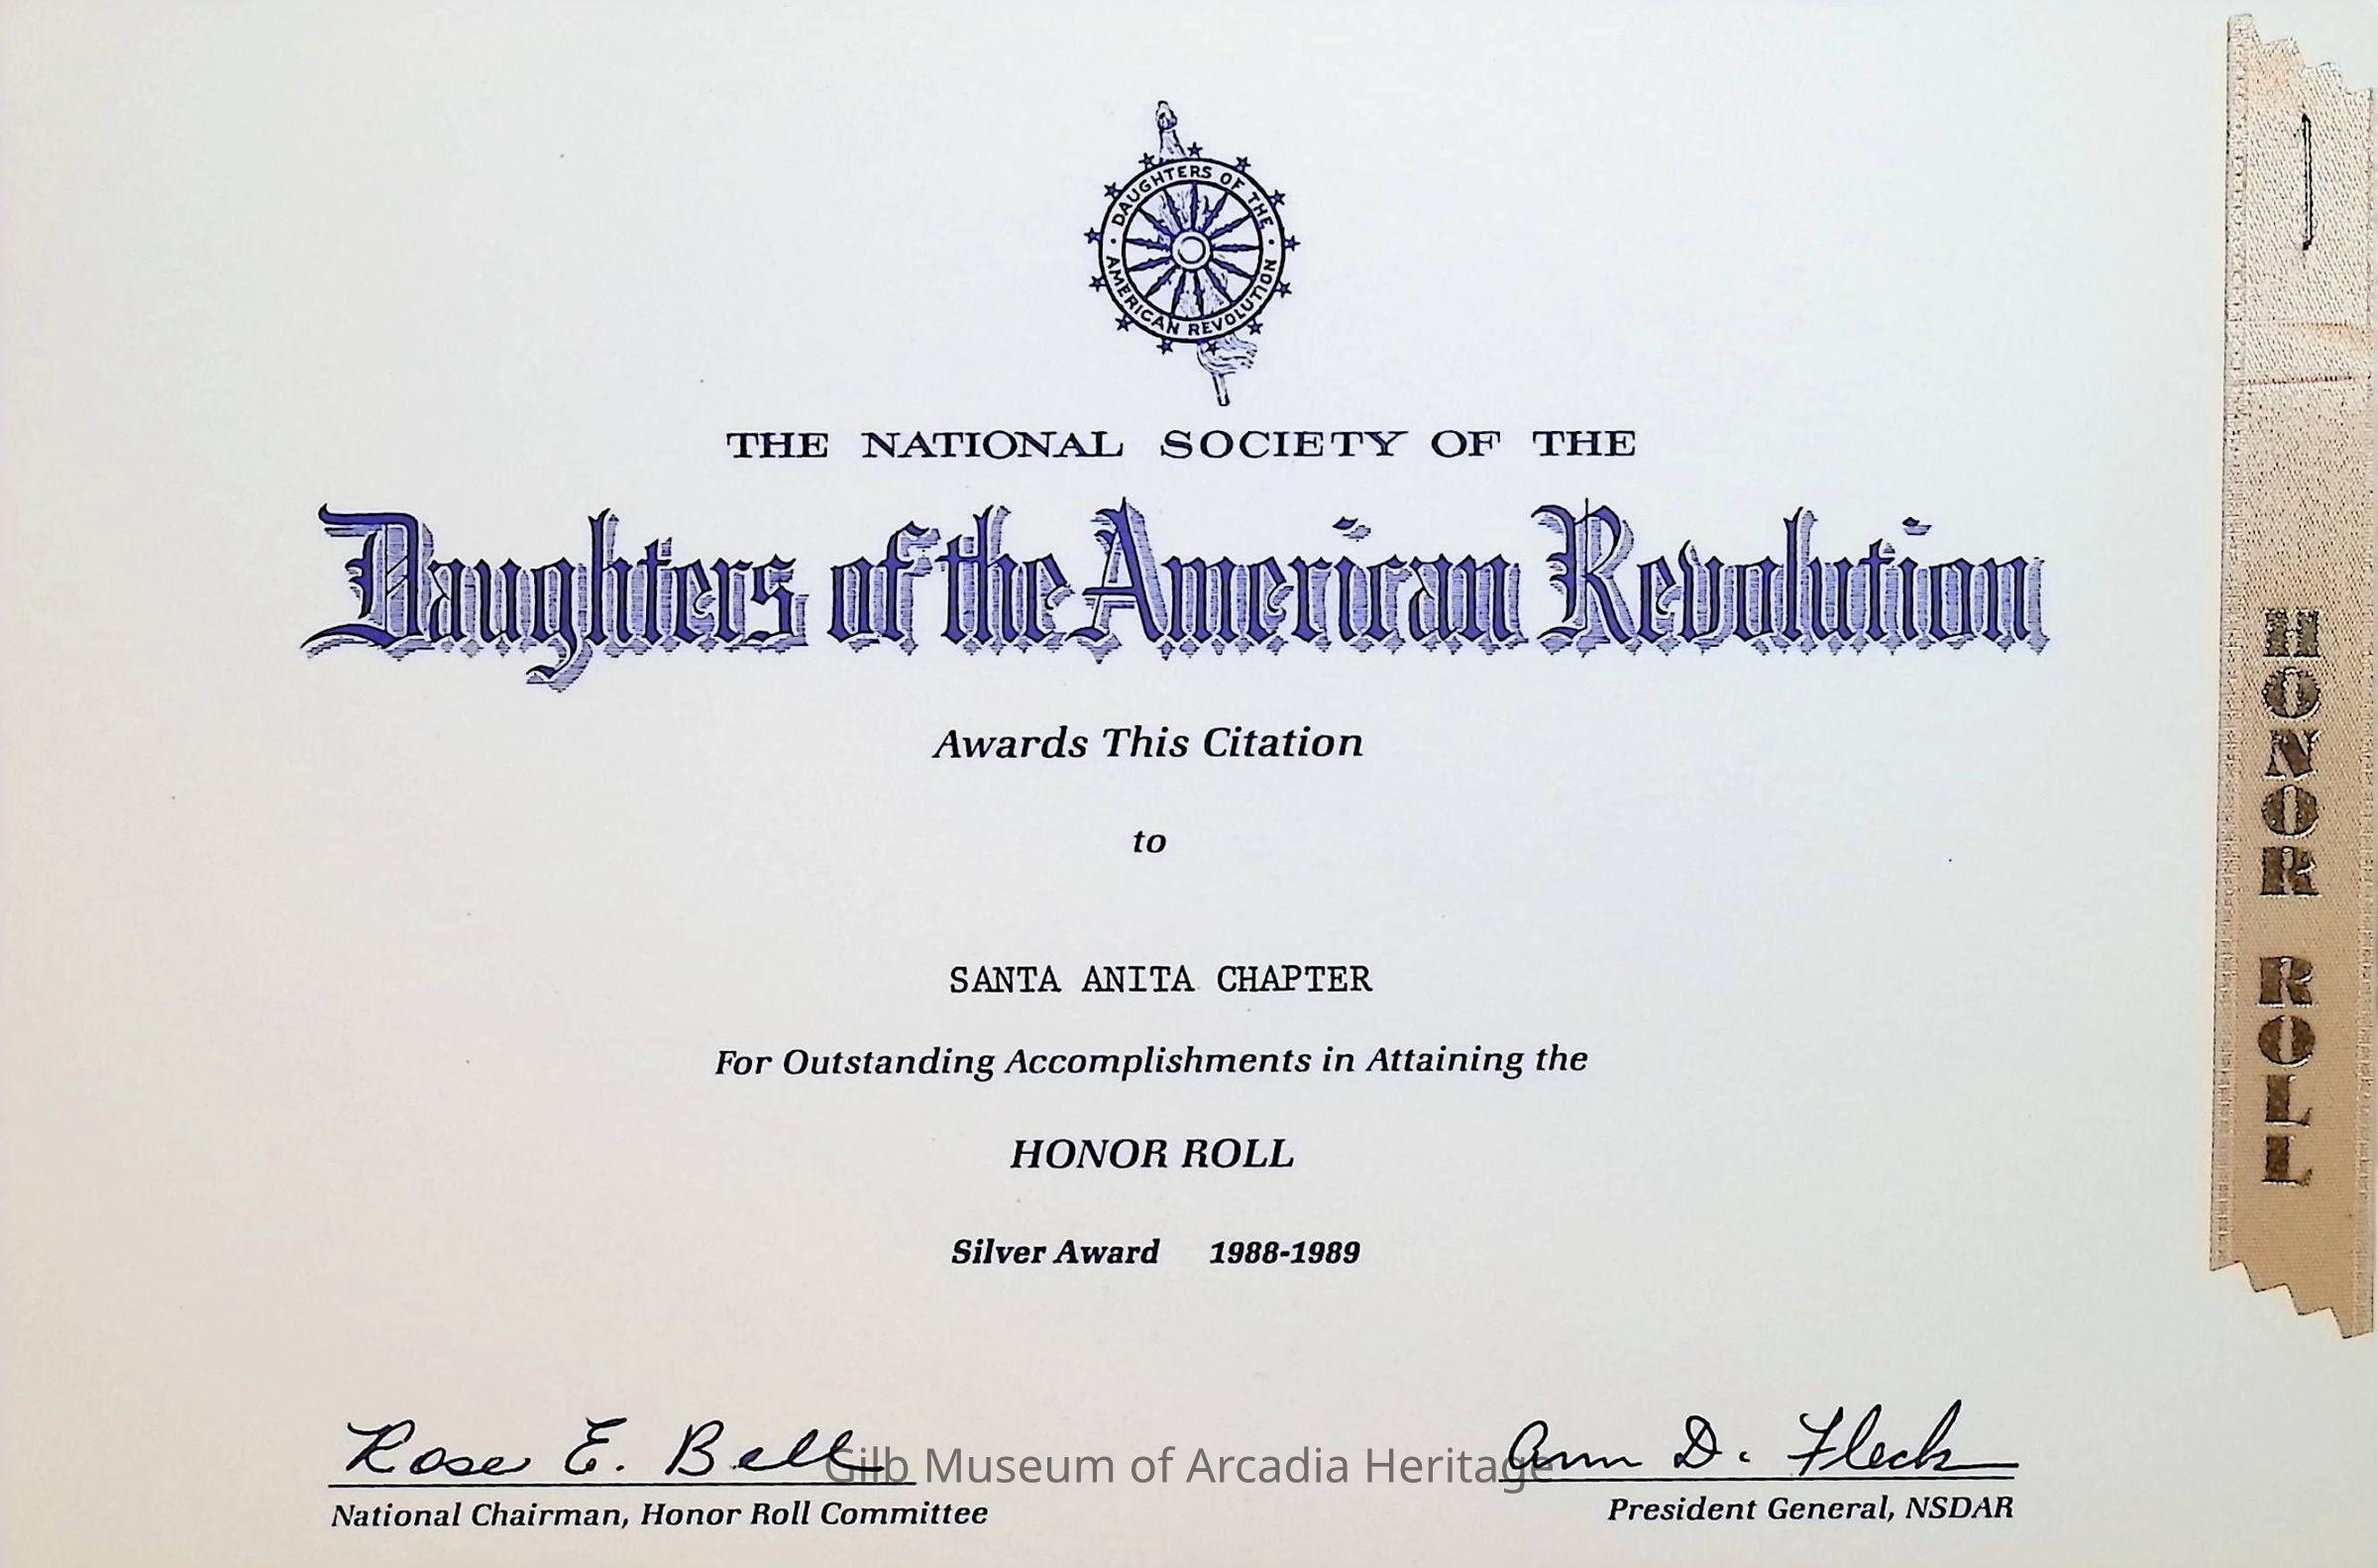 DAUGHTERS OF THE
AMERICAN REVOLUTION
THE NATIONAL SOCIETY OF THE
Daughters of the American Revolution
Awards This Citation
to
SANTA ANITA CHAPTER
For Outstanding Accomplishments in Attaining the
HONOR ROLL
Silver Award 1988-1989
Rose E. Bell
National Chairman, Honor Roll Committee
Ann D. Fleck
President General, NSDAR
Gilb Museum of Arcadia Heritage
HONOR ROLL